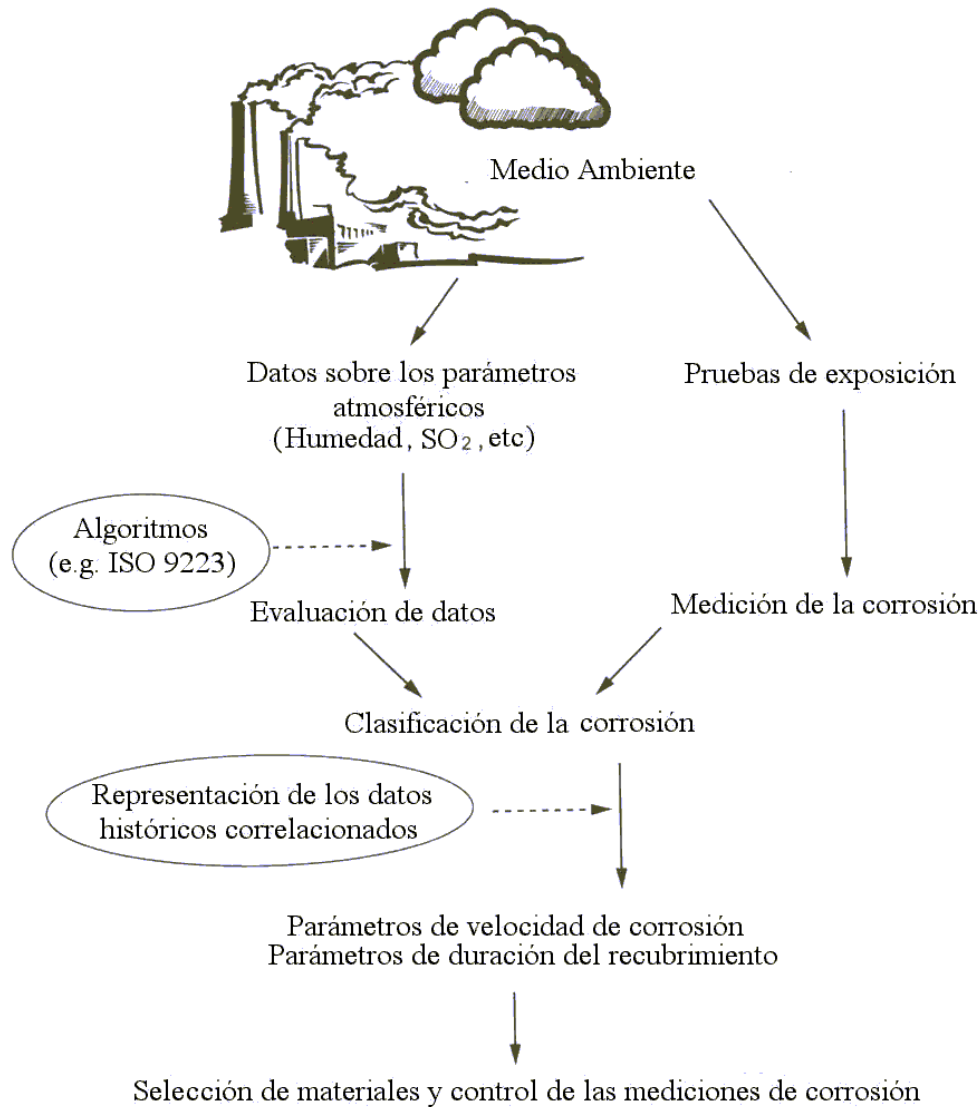 Medio Ambiente
Datos sobre los parámetros
atmosféricos
(Humedad, SO₂, etc)
Pruebas de exposición
Algoritmos
(e.g. ISO 9223)
Evaluación de datos
Medición de la corrosión
Clasificación de la corrosión
Representación de los datos
históricos correlacionados
Parámetros de velocidad de corrosión
Parámetros de duración del recubrimiento
Selección de materiales y control de las mediciones de corrosión